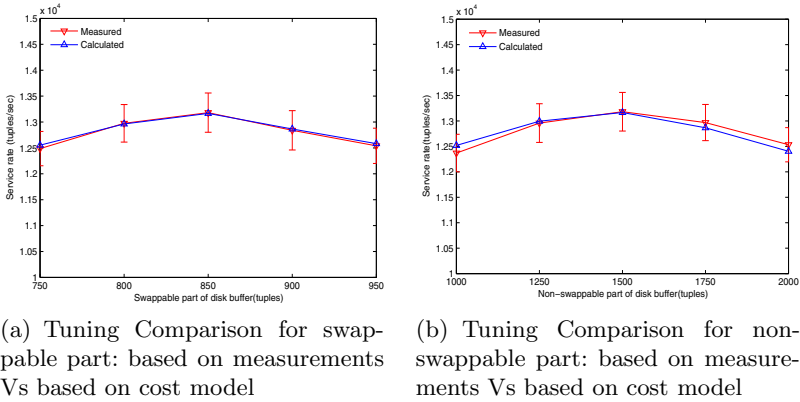 x 10⁴
1.5
1.45
1.4
1.35
1.3
1.25
1.2
1.15
1.1
1.05
1
Service rate (tuples/sec)
Measured
Calculated
750 800 850 900 950
Swappable part of disk buffer(tuples)
(a) Tuning Comparison for swap-
pable part: based on measurements
Vs based on cost model
x 10⁴
1.5
1.45
1.4
1.35
1.3
1.25
1.2
1.15
1.1
1.05
1
Service rate(tuples/sec)
Measured
Calculated
1000 1250 1500 1750 2000
Non−swappable part of disk buffer(tuples)
(b) Tuning Comparison for non-
swappable part: based on measure-
ments Vs based on cost model